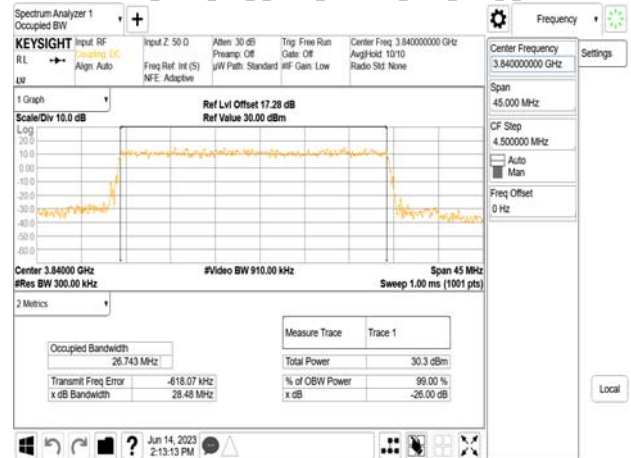 Spectrum Analyzer 1
Occupied BW
+
Frequency
KEYSIGHT
RL
Input: RF
Coupling: DC
Align: Auto
Input Z: 50 Ω
Freq Ref: Int (S)
NFE: Adaptive
Atten: 30 dB
Preamp: Off
µW Path: Standard
Trig: Free Run
Gate: Off
#IF Gain: Low
Center Freq: 3.840000000 GHz
Avg|Hold: 10/10
Radio Std: None
Center Frequency
3.840000000 GHz
Settings
Span
45.000 MHz
CF Step
4.500000 MHz
Auto
Man
Freq Offset
0 Hz
Local
1 Graph
Scale/Div 10.0 dB
Ref Lvl Offset 17.28 dB
Ref Value 30.00 dBm
Log
20.0
10.0
0.00
-10.0
-20.0
-30.0
-40.0
-50.0
-60.0
Center 3.84000 GHz
#Res BW 300.00 kHz
#Video BW 910.00 kHz
Span 45 MHz
Sweep 1.00 ms (1001 pts)
2 Metrics
Measure Trace Trace 1
Occupied Bandwidth
26.743 MHz
Total Power 30.3 dBm
Transmit Freq Error -618.07 kHz
% of OBW Power 99.00 %
x dB Bandwidth 28.48 MHz
x dB -26.00 dB
?
Jun 14, 2023
2:13:13 PM